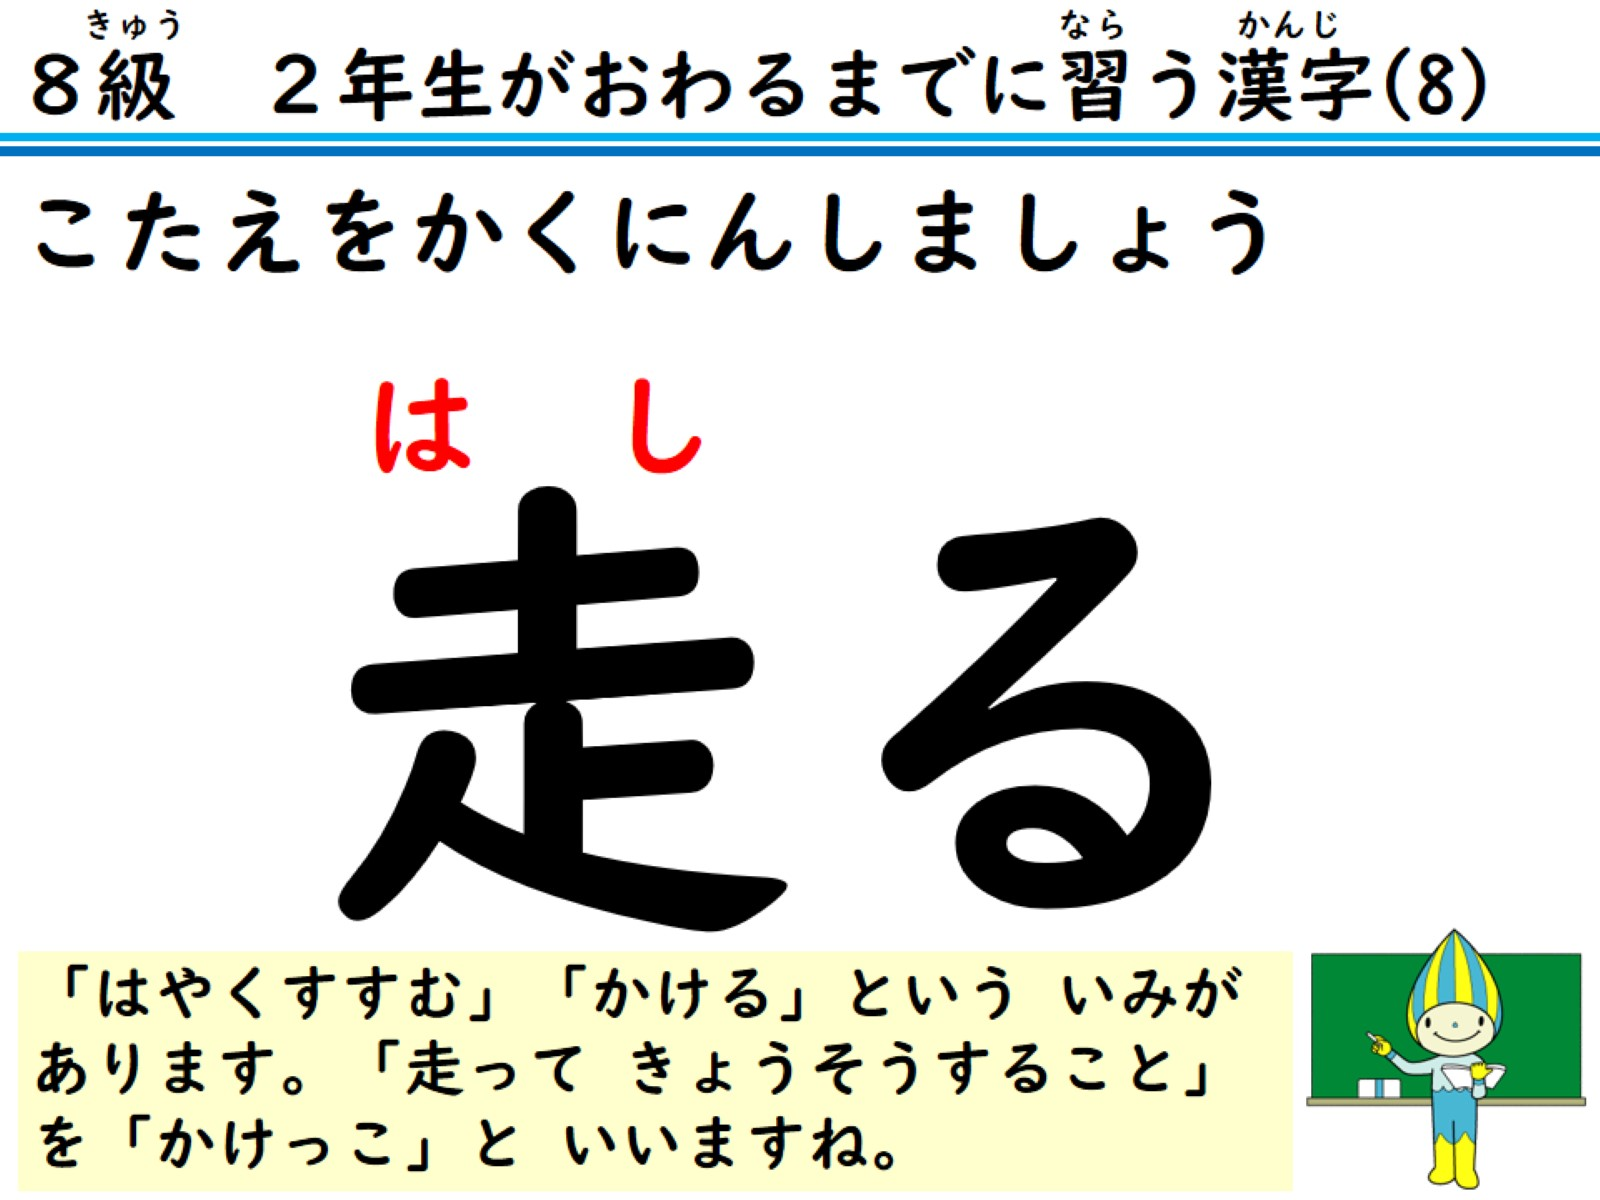 きゅう なら かんじ
８級　２年生がおわるまでに習う漢字(8)
こたえをかくにんしましょう
はし
走る
「はやくすすむ」「かける」という いみが
あります。「走って きょうそうすること」
を「かけっこ」と いいますね。